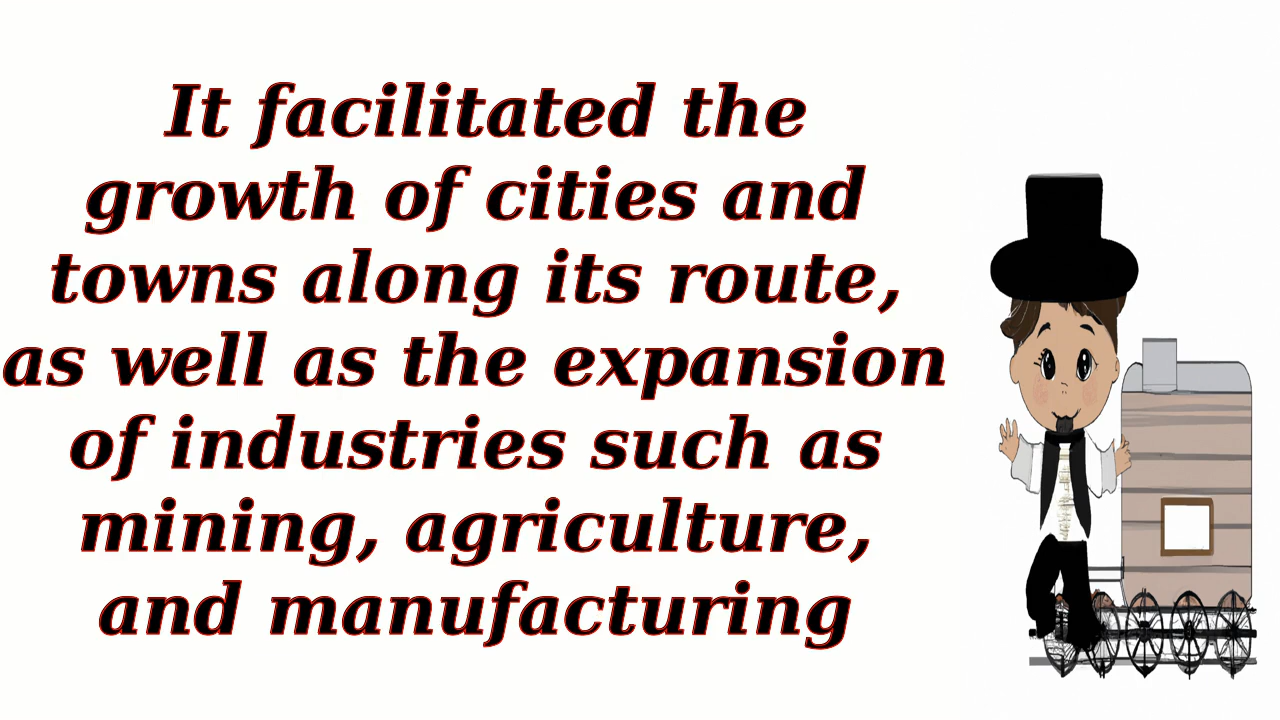 It facilitated the
growth of cities and
towns along its route,
as well as the expansion
of industries such as
mining, agriculture,
and manufacturing